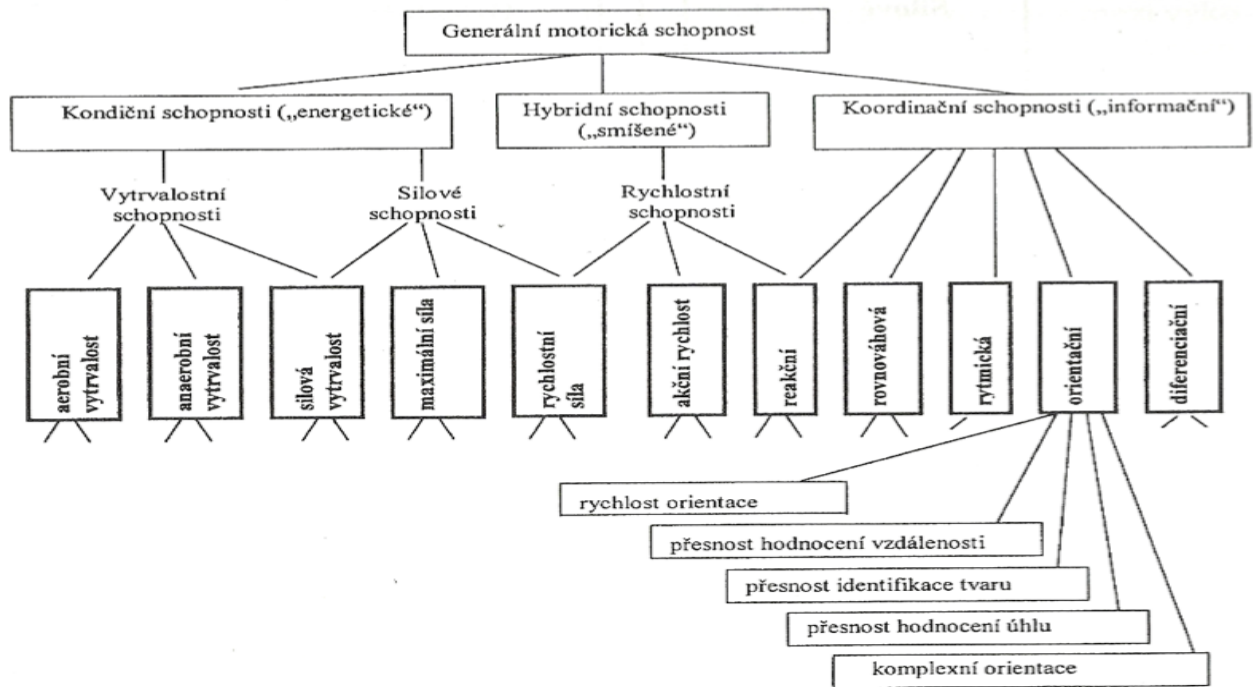 Generální motorická schopnost
Kondiční schopnosti („energetické“)
Hybridní schopnosti
(„smíšené“)
Koordinační schopnosti („informační“)
Vytrvalostní
schopnosti
Silové
schopnosti
Rychlostní
schopnosti
aerobní
vytrvalost
anaerobní
vytrvalost
silová
vytrvalost
maximální síla
rychlostní
síla
akční rychlost
reakční
rovnováhová
rytmická
orientační
diferenciační
rychlost orientace
přesnost hodnocení vzdálenosti
přesnost identifikace tvaru
přesnost hodnocení úhlu
komplexní orientace